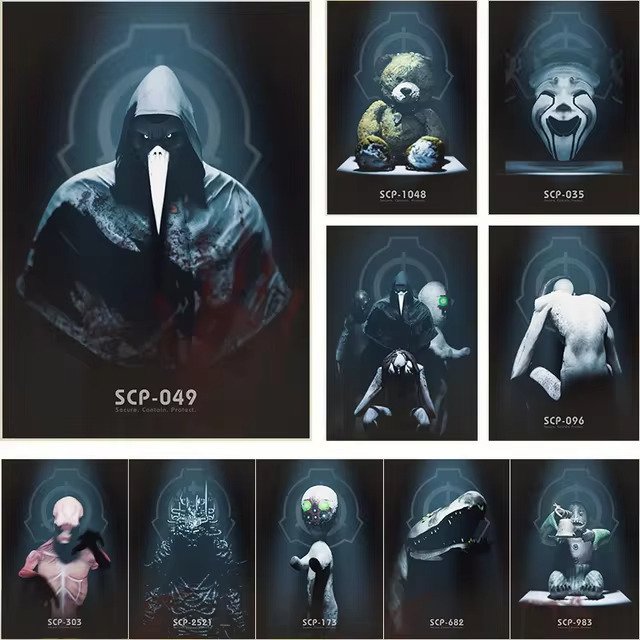 SCP-049
Secure. Contain. Protect.
SCP-1048
SCP-035
SCP-096
SCP-303
SCP-2521
SCP-173
SCP-682
SCP-983